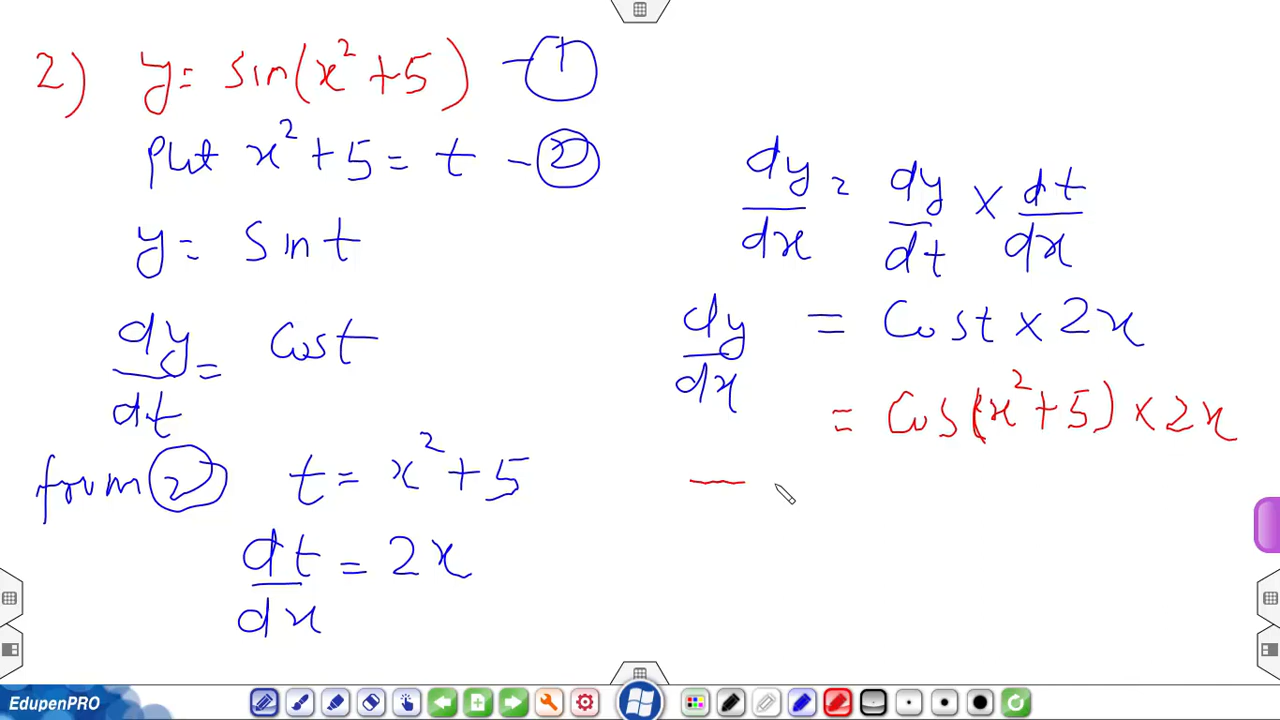 2) y = sin(x² + 5) — ①
put x² + 5 = t — ②
y = sin t
dy/dt = cos t
from ② t = x² + 5
dt/dx = 2x
dy/dx = dy/dt × dt/dx
dy/dx = Cost × 2x
= Cos(x² + 5) × 2x
EdupenPRO